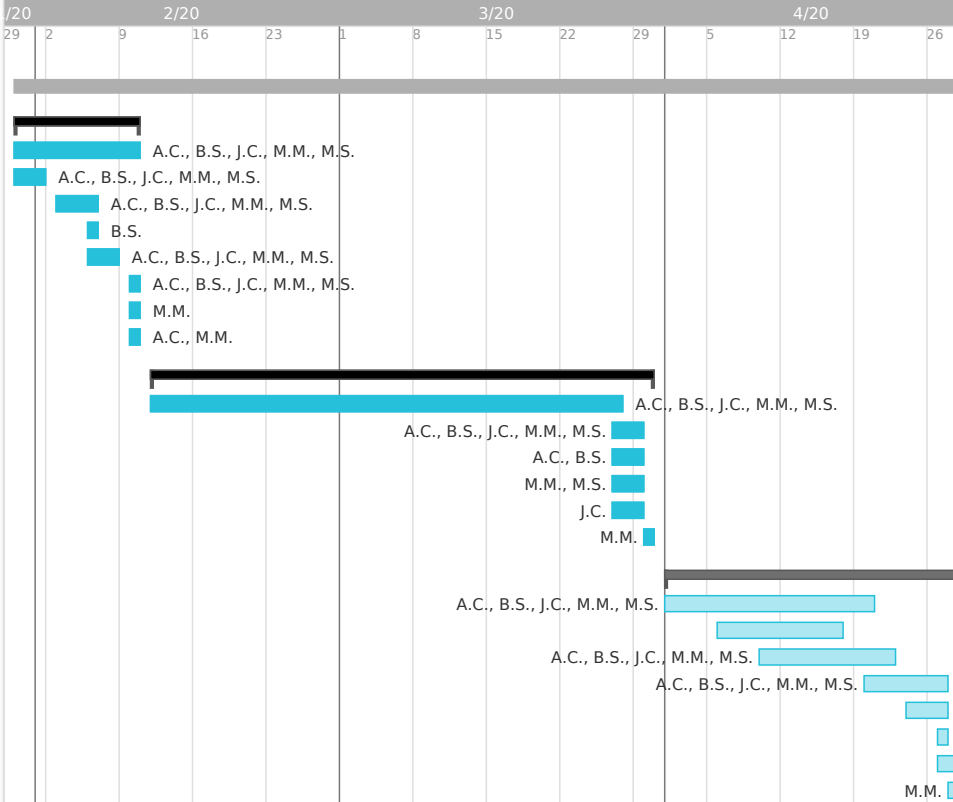 /20 2/20 3/20 4/20
29 2 9 16 23 1 8 15 22 29 5 12 19 26
A.C., B.S., J.C., M.M., M.S.
A.C., B.S., J.C., M.M., M.S.
A.C., B.S., J.C., M.M., M.S.
B.S.
A.C., B.S., J.C., M.M., M.S.
A.C., B.S., J.C., M.M., M.S.
M.M.
A.C., M.M.
A.C., B.S., J.C., M.M., M.S.
A.C., B.S., J.C., M.M., M.S.
A.C., B.S.
M.M., M.S.
J.C.
M.M.
A.C., B.S., J.C., M.M., M.S.
A.C., B.S., J.C., M.M., M.S.
A.C., B.S., J.C., M.M., M.S.
M.M.